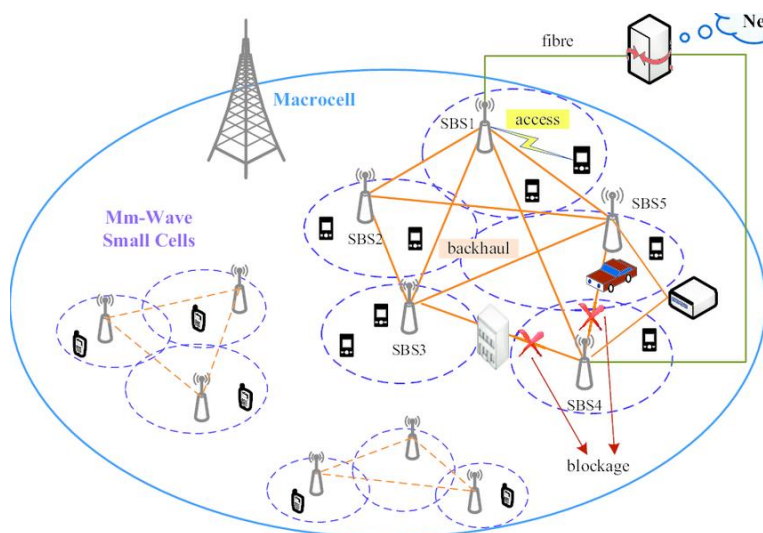 Ne
fibre
Macrocell
SBS1
access
SBS5
Mm-Wave
Small Cells
SBS2
backhaul
SBS3
SBS4
blockage